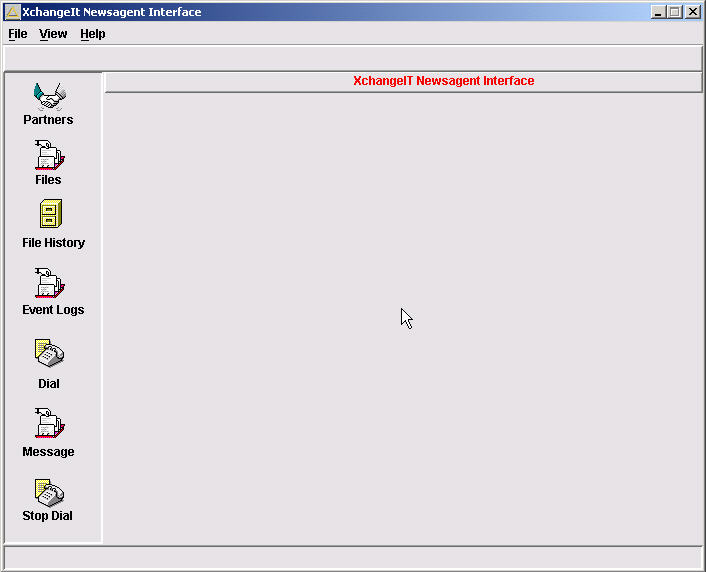 XchangeIt Newsagent Interface
File View Help
XchangeIT Newsagent Interface
Partners
Files
File History
Event Logs
Dial
Message
Stop Dial